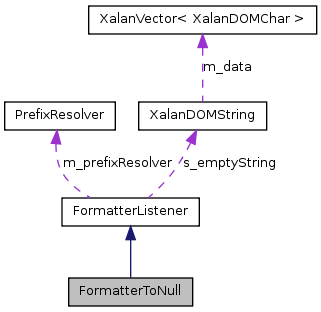 XalanVector< XalanDOMChar >
m_data
PrefixResolver
XalanDOMString
m_prefixResolver
s_emptyString
FormatterListener
FormatterToNull